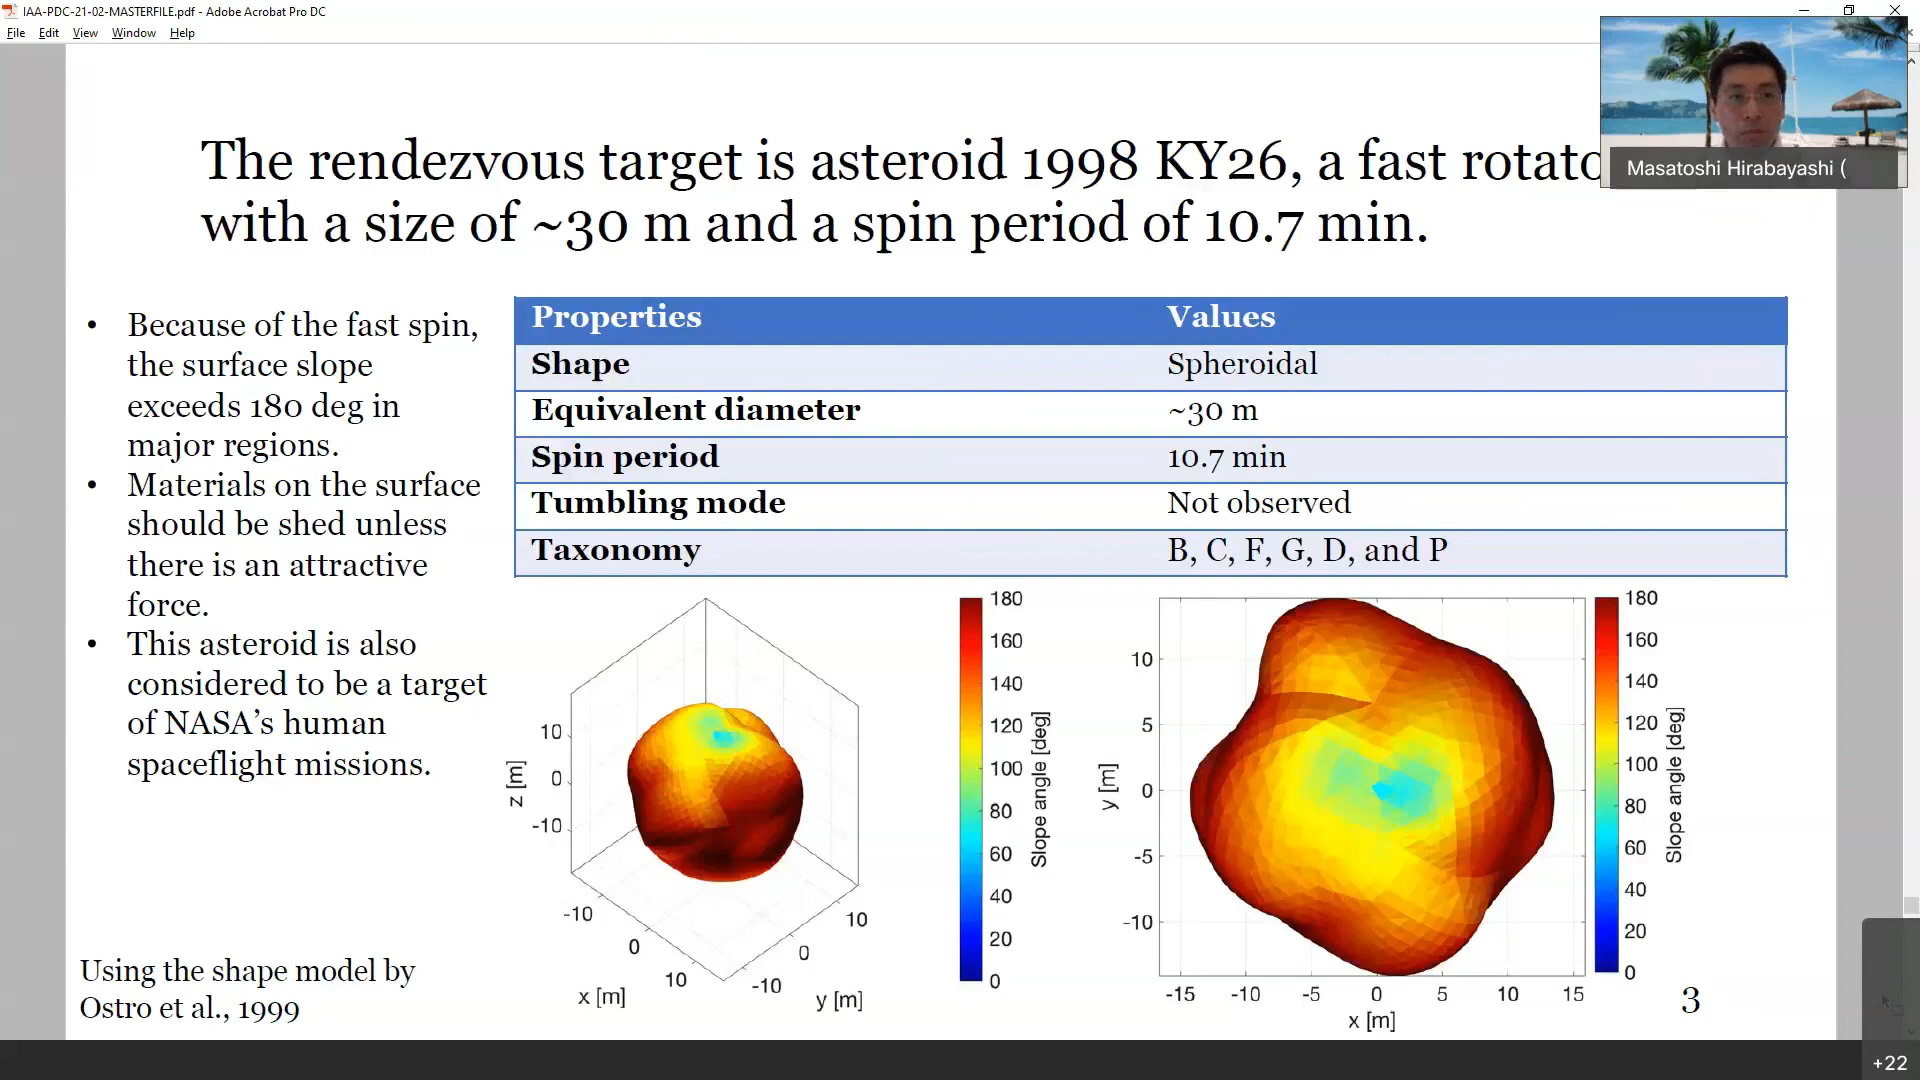 IAA-PDC-21-02-MASTERFILE.pdf - Adobe Acrobat Pro DC
File Edit View Window Help
The rendezvous target is asteroid 1998 KY26, a fast rotato
with a size of ~30 m and a spin period of 10.7 min.
Masatoshi Hirabayashi (
• Because of the fast spin,
the surface slope
exceeds 180 deg in
major regions.
• Materials on the surface
should be shed unless
there is an attractive
force.
• This asteroid is also
considered to be a target
of NASA's human
spaceflight missions.
Using the shape model by
Ostro et al., 1999
Properties Values
Shape Spheroidal
Equivalent diameter ~30 m
Spin period 10.7 min
Tumbling mode Not observed
Taxonomy B, C, F, G, D, and P
10
0
-10
z [m]
-10
0
10
x [m]
-10
0
10
y [m]
180
160
140
120
100
80
60
40
20
0
Slope angle [deg]
10
5
0
-5
-10
y [m]
-15 -10 -5 0 5 10 15
x [m]
180
160
140
120
100
80
60
40
20
0
Slope angle [deg]
3
+22